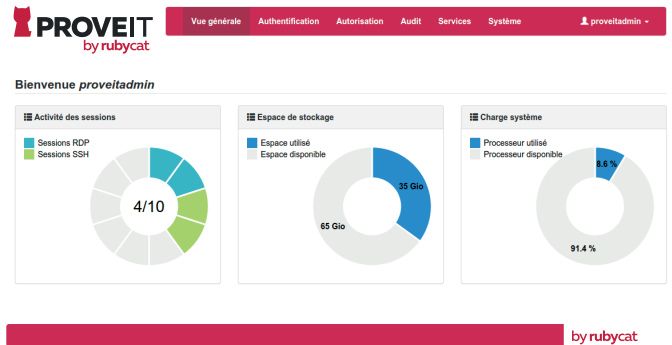 PROVEIT
by rubycat
Vue générale Authentification Autorisation Audit Services Système proveitadmin
Bienvenue proveitadmin
Activité des sessions
Sessions RDP
Sessions SSH
4/10
Espace de stockage
Espace utilisé
Espace disponible
35 Gio
65 Gio
Charge système
Processeur utilisé
Processeur disponible
8.6 %
91.4 %
by rubycat